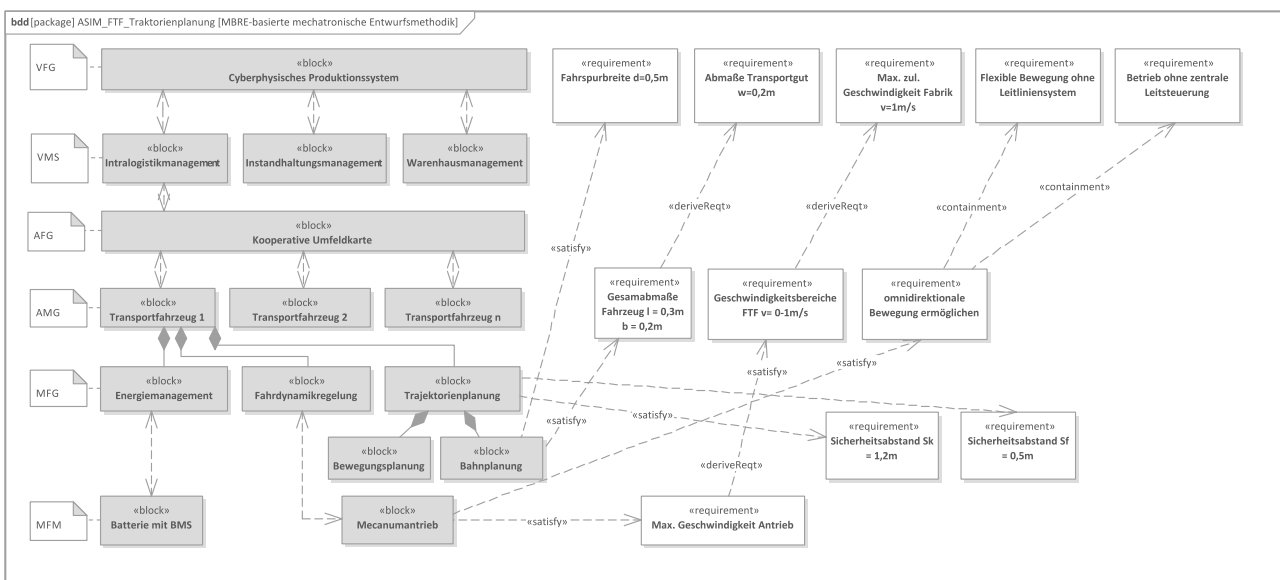 bdd [package] ASIM_FTF_Traktorienplanung [MBRE-basierte mechatronische Entwurfsmethodik]
VFG
«block»
Cyberphysisches Produktionssystem
«requirement»
Fahrspurbreite d=0,5m
«requirement»
Abmaße Transportgut
w=0,2m
«requirement»
Max. zul.
Geschwindigkeit Fabrik
v=1m/s
«requirement»
Flexible Bewegung ohne
Leitliniensystem
«requirement»
Betrieb ohne zentrale
Leitsteuerung
VMS
«block»
Intralogistikmanagement
«block»
Instandhaltungsmanagement
«block»
Warenhausmanagement
«containment»
«deriveReqt»
«deriveReqt»
«containment»
AFG
«block»
Kooperative Umfeldkarte
«satisfy»
AMG
«block»
Transportfahrzeug 1
«block»
Transportfahrzeug 2
«block»
Transportfahrzeug n
«requirement»
Gesamabmaße
Fahrzeug l = 0,3m
b = 0,2m
«requirement»
Geschwindigkeitsbereiche
FTF v= 0-1m/s
«requirement»
omnidirektionale
Bewegung ermöglichen
«satisfy»
«satisfy»
MFG
«block»
Energiemanagement
«block»
Fahrdynamikregelung
«block»
Trajektorienplanung
«satisfy»
«satisfy»
«requirement»
Sicherheitsabstand Sk
= 1,2m
«requirement»
Sicherheitsabstand Sf
= 0,5m
«block»
Bewegungsplanung
«block»
Bahnplanung
«deriveReqt»
MFM
«block»
Batterie mit BMS
«block»
Mecanumantrieb
«satisfy»
«requirement»
Max. Geschwindigkeit Antrieb